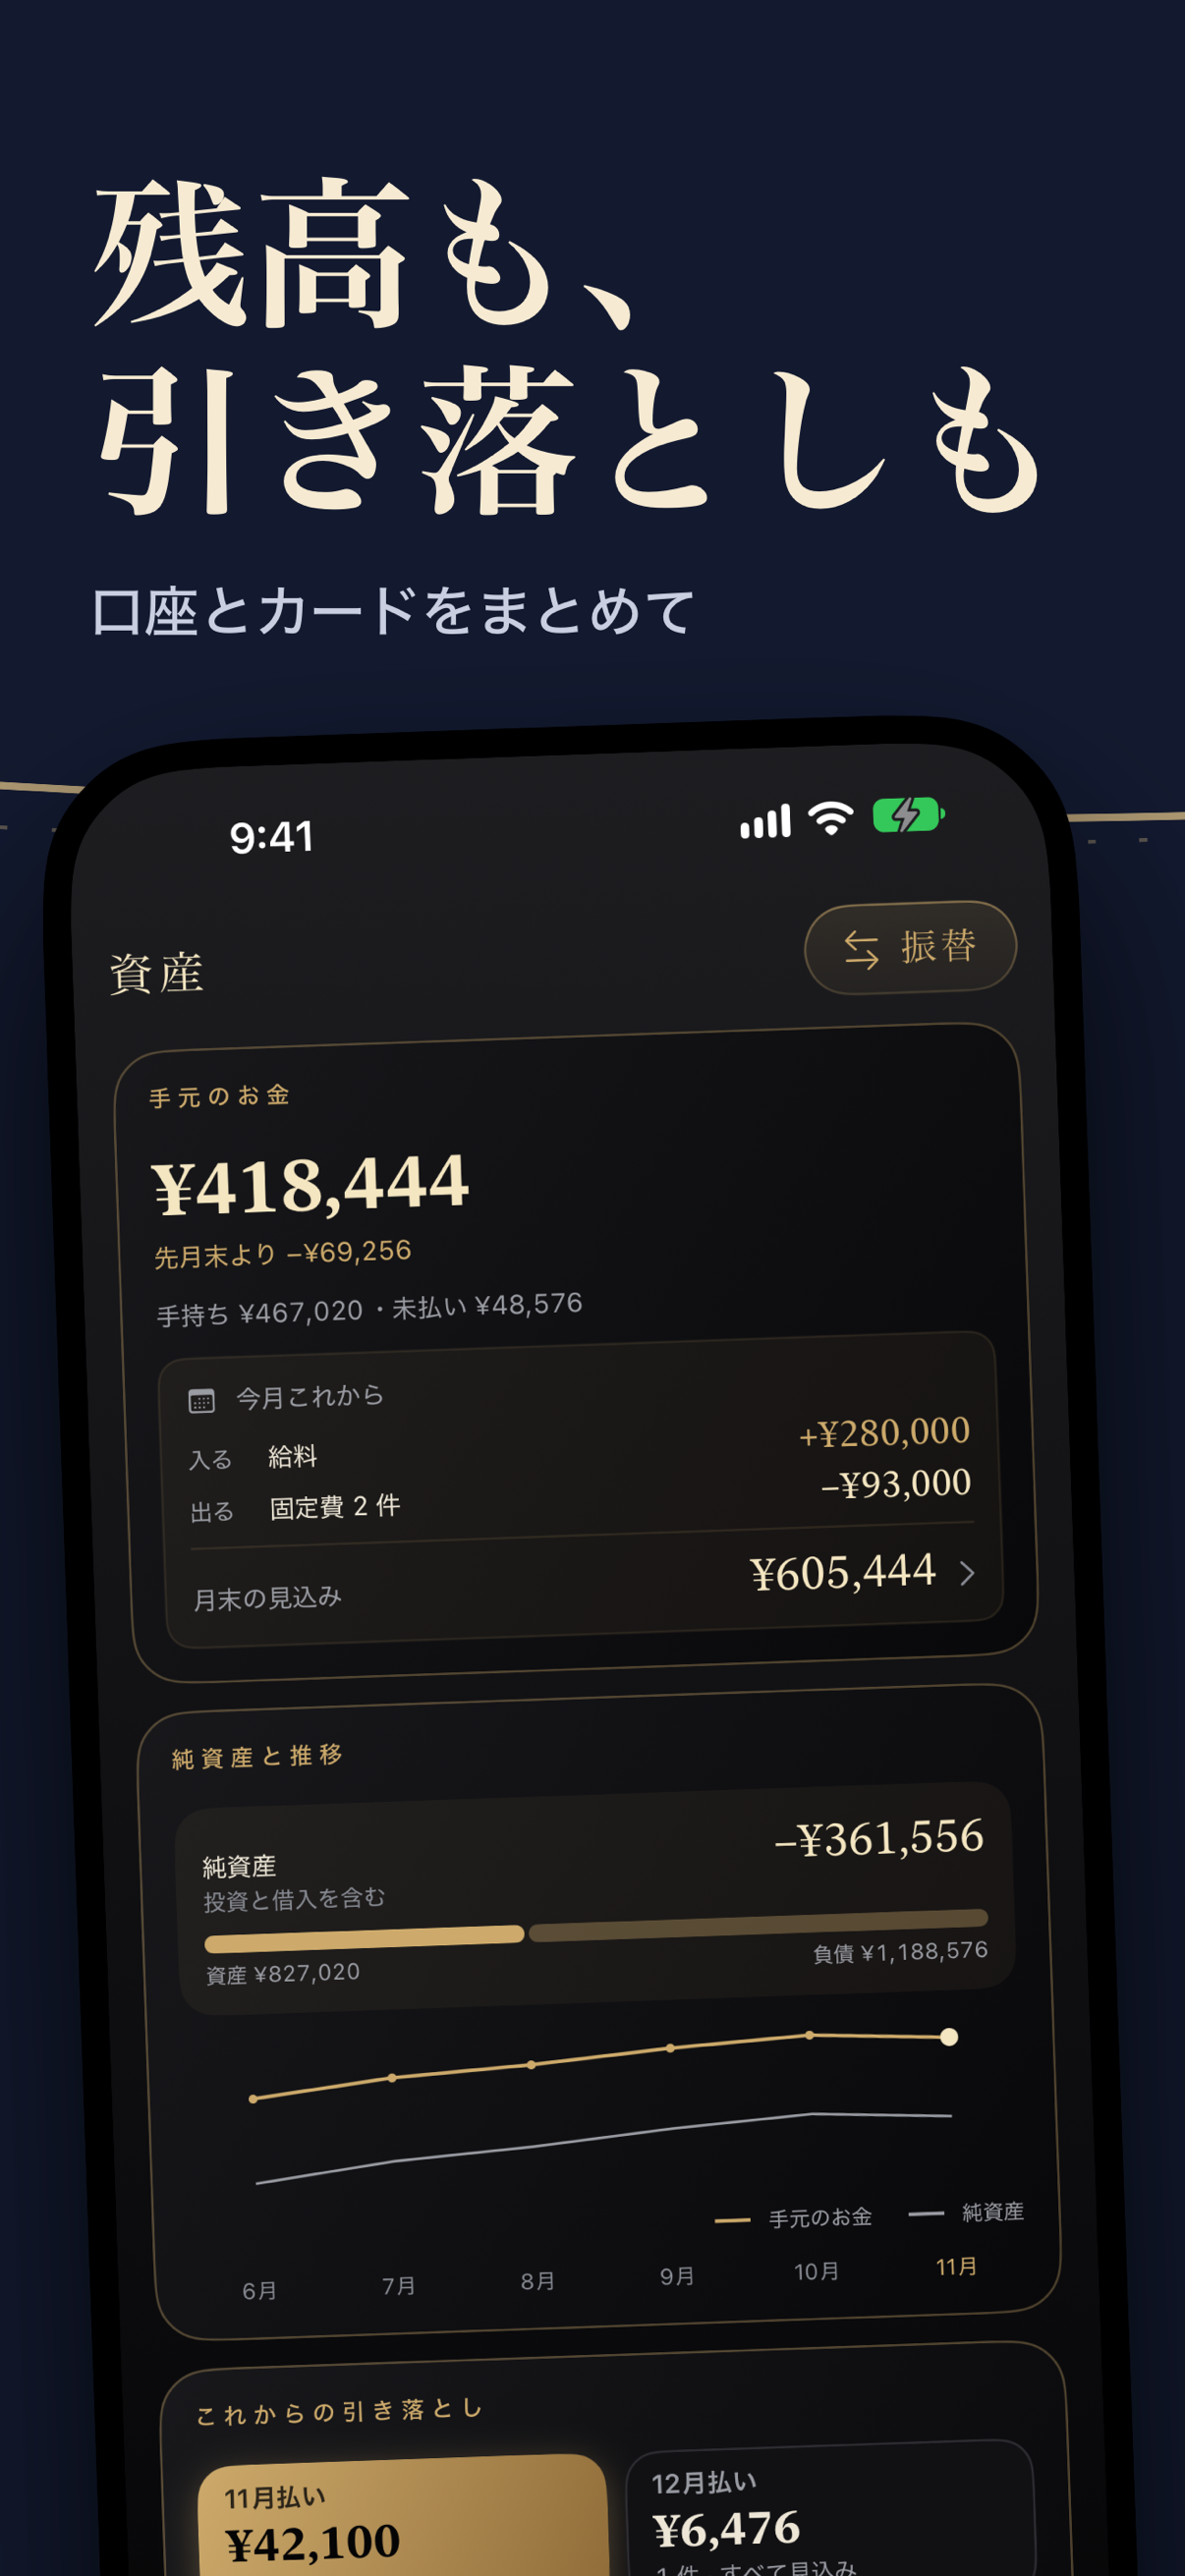 残高も、
引き落としも
口座とカードをまとめて
9:41
資産
振替
手元のお金
¥418,444
先月末より −¥69,256
手持ち ¥467,020・未払い ¥48,576
今月これから
入る 給料 +¥280,000
出る 固定費 2 件 −¥93,000
月末の見込み ¥605,444
純資産と推移
純資産 −¥361,556
投資と借入を含む
資産 ¥827,020 負債 ¥1,188,576
手元のお金 純資産
6月 7月 8月 9月 10月 11月
これからの引き落とし
11月払い 12月払い
¥42,100 ¥6,476
1 件・すべて見込み